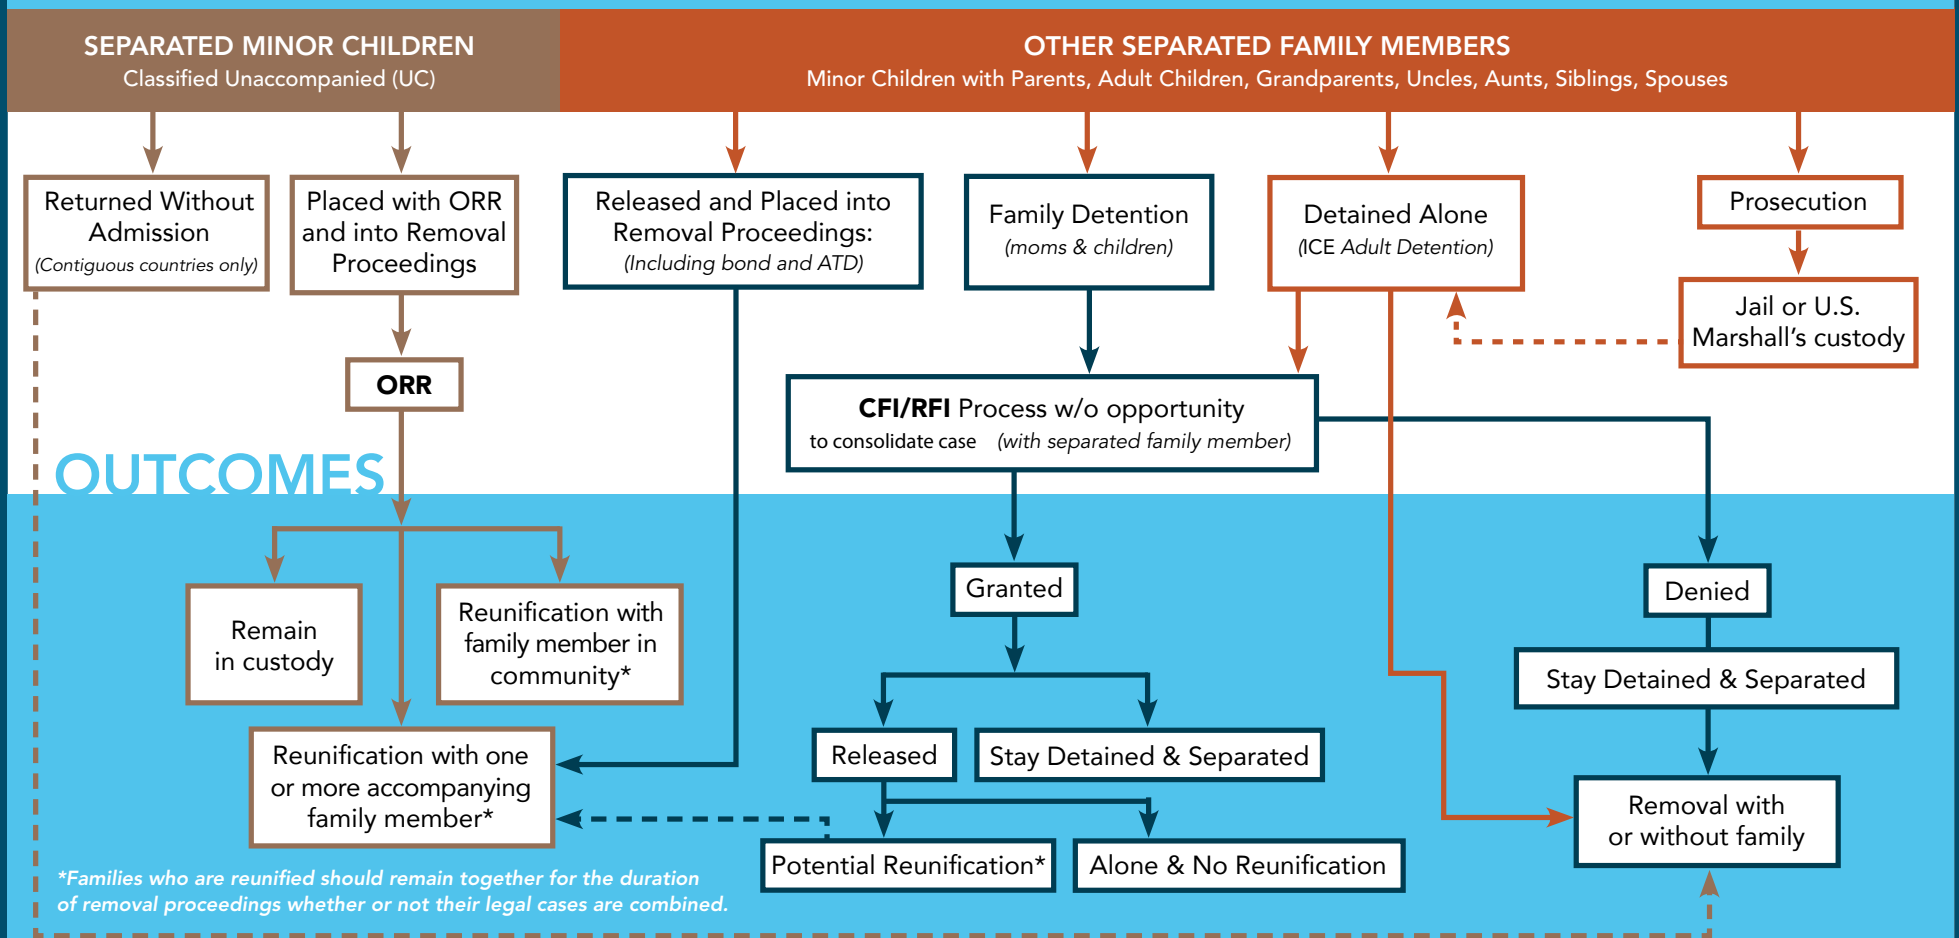 SEPARATED MINOR CHILDREN
Classified Unaccompanied (UC)
OTHER SEPARATED FAMILY MEMBERS
Minor Children with Parents, Adult Children, Grandparents, Uncles, Aunts, Siblings, Spouses
Returned Without
Admission
(Contiguous countries only)
Placed with ORR
and into Removal
Proceedings
Released and Placed into
Removal Proceedings:
(Including bond and ATD)
Family Detention
(moms & children)
Detained Alone
(ICE Adult Detention)
Prosecution
Jail or U.S.
Marshall's custody
ORR
CFI/RFI Process w/o opportunity
to consolidate case (with separated family member)
OUTCOMES
Remain
in custody
Reunification with
family member in
community*
Reunification with one
or more accompanying
family member*
Granted
Denied
Stay Detained & Separated
Released
Stay Detained & Separated
Removal with
or without family
Potential Reunification*
Alone & No Reunification
*Families who are reunified should remain together for the duration
of removal proceedings whether or not their legal cases are combined.